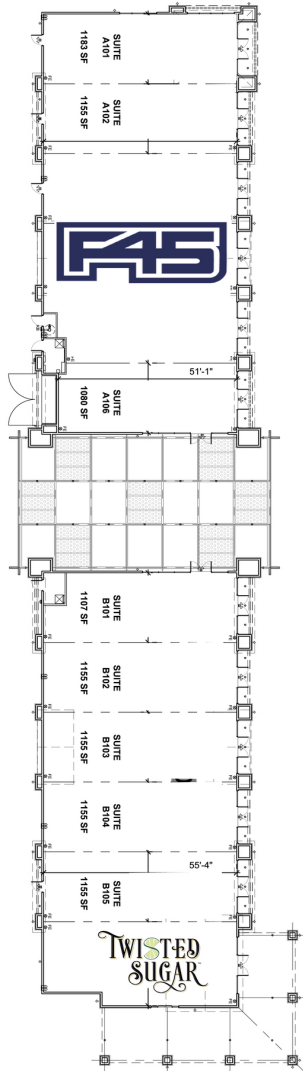 SUITE
A101
1183 SF
SUITE
A102
1155 SF
F45
51'-1"
SUITE
A106
1080 SF
SUITE
B101
1107 SF
SUITE
B102
1155 SF
SUITE
B103
1155 SF
SUITE
B104
1155 SF
55'-4"
SUITE
B105
1155 SF
TWISTED
SUGAR